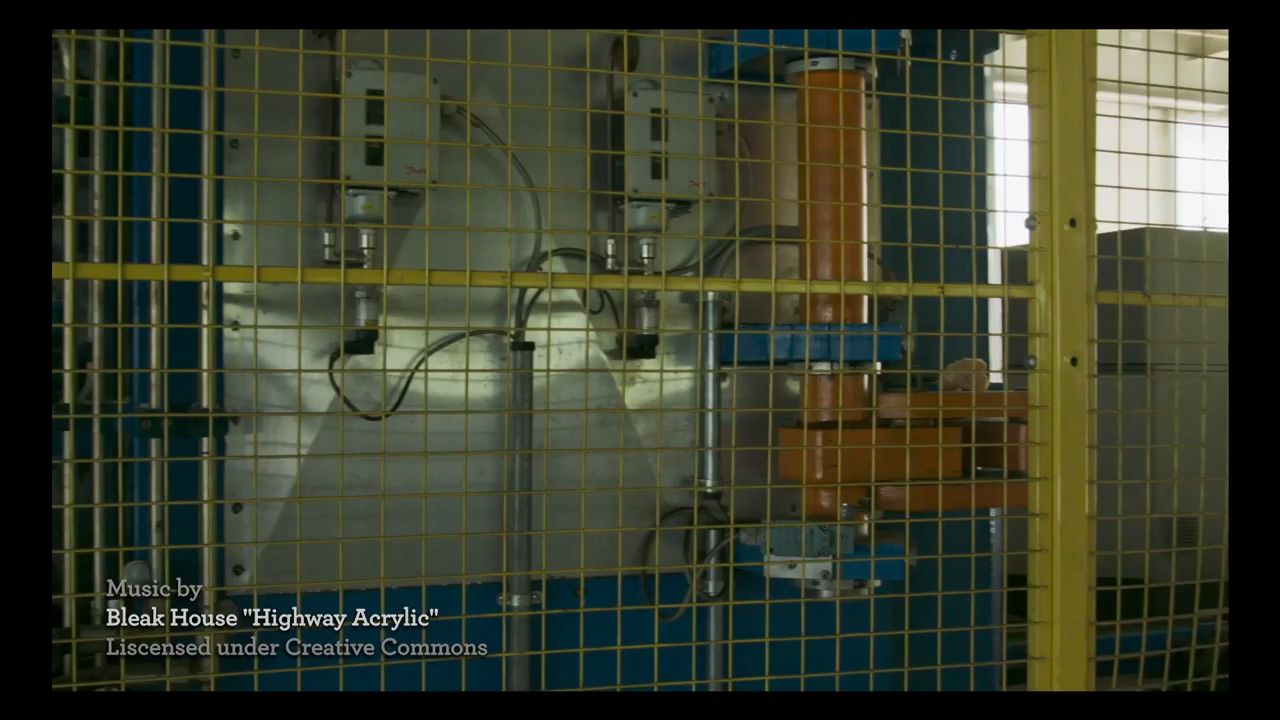 Music by
Bleak House "Highway Acrylic"
Liscensed under Creative Commons